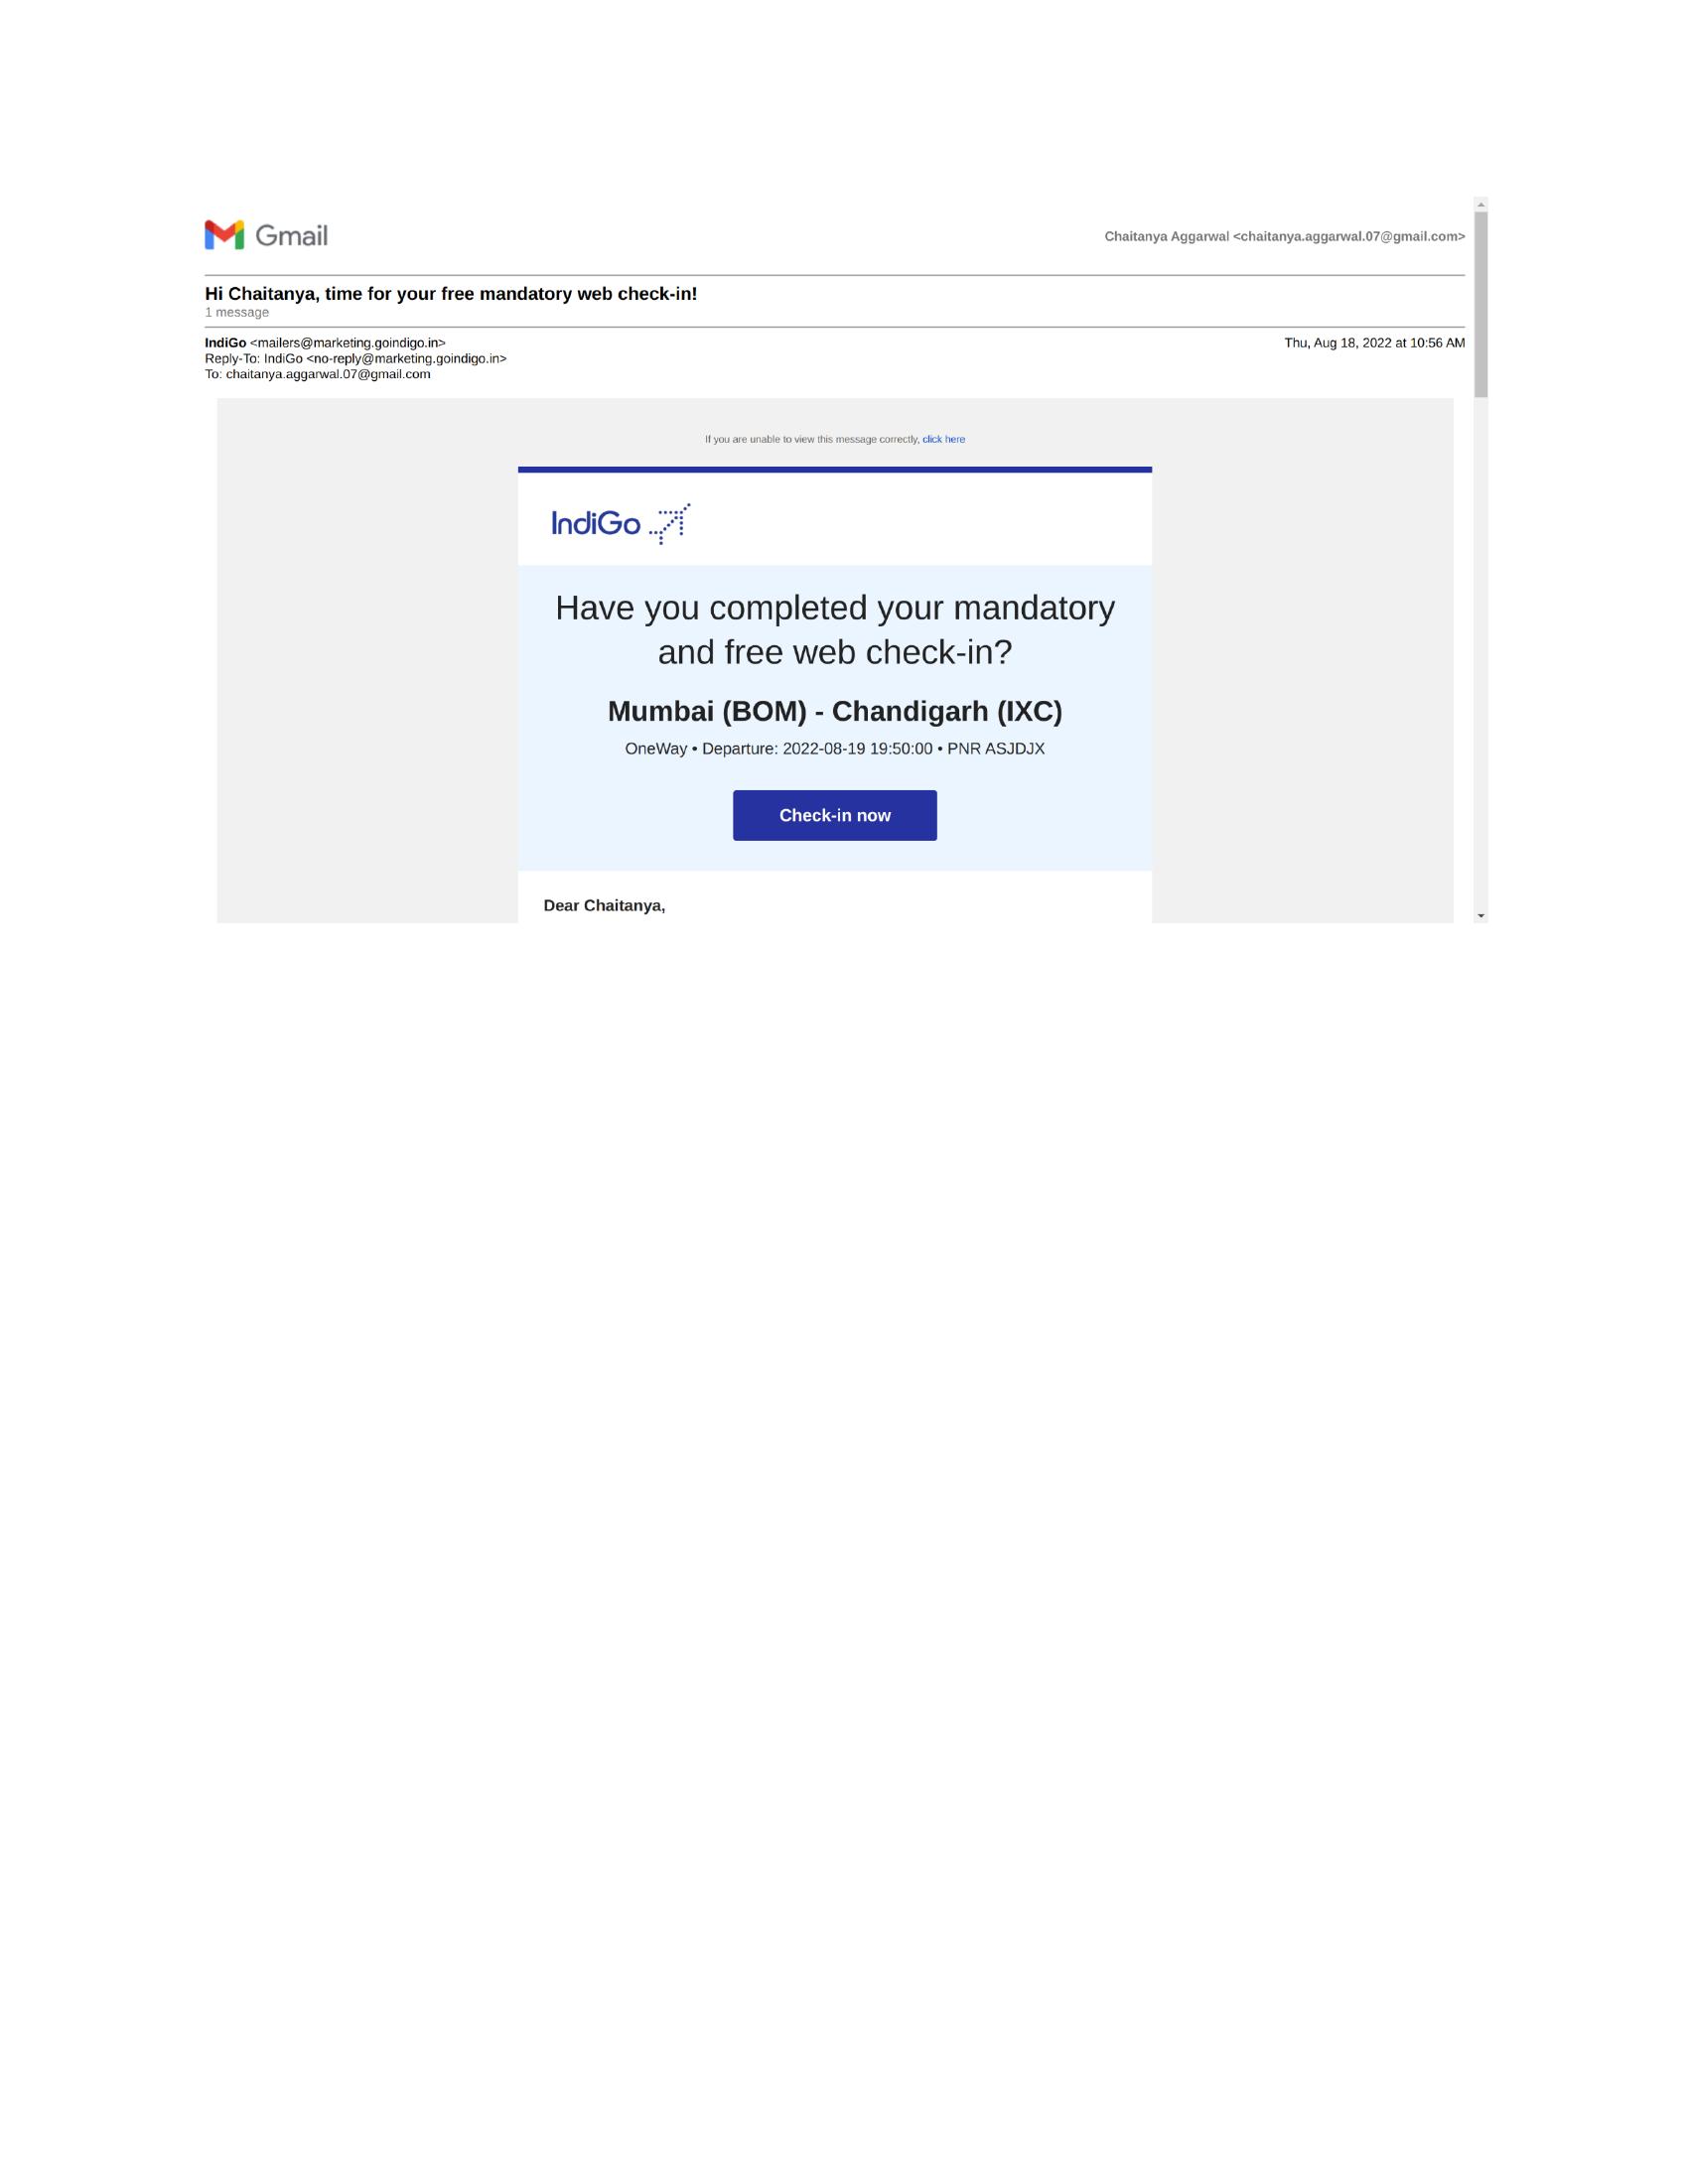 Gmail
Chaitanya Aggarwal <chaitanya.aggarwal.07@gmail.com>
Hi Chaitanya, time for your free mandatory web check-in!
1 message
IndiGo <mailers@marketing.goindigo.in>
Thu, Aug 18, 2022 at 10:56 AM
Reply-To: IndiGo <no-reply@marketing.goindigo.in>
To: chaitanya.aggarwal.07@gmail.com
If you are unable to view this message correctly, click here
IndiGo
Have you completed your mandatory
and free web check-in?
Mumbai (BOM) - Chandigarh (IXC)
OneWay • Departure: 2022-08-19 19:50:00 • PNR ASJDJX
Check-in now
Dear Chaitanya,